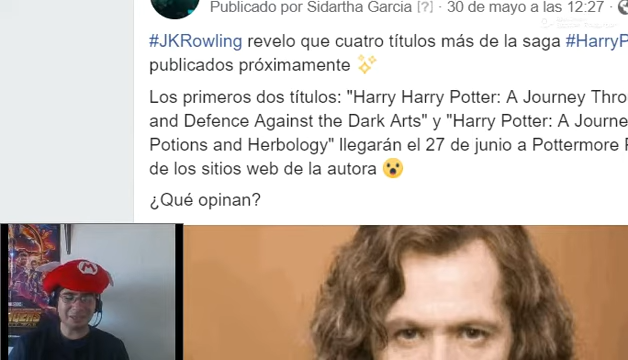 Publicado por Sidartha Garcia [?] · 30 de mayo a las 12:27 ·
#JKRowling revelo que cuatro títulos más de la saga #HarryP
publicados próximamente
Los primeros dos títulos: "Harry Harry Potter: A Journey Thro
and Defence Against the Dark Arts" y "Harry Potter: A Journe
Potions and Herbology" llegarán el 27 de junio a Pottermore
de los sitios web de la autora
¿Qué opinan?
M